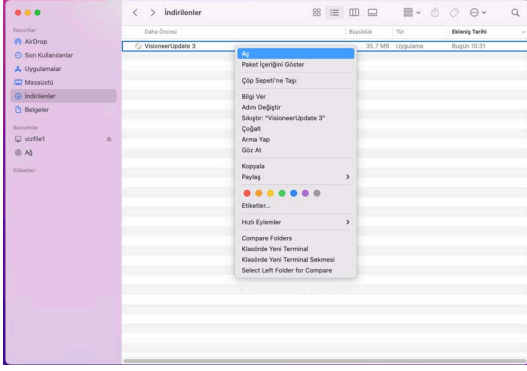 İndirilenler
Favoriler
AirDrop
Son Kullanılanlar
Uygulamalar
Masaüstü
İndirilenler
Belgeler
Konumlar
vizfile1
Ağ
Etiketler
Daha Öncesi
Büyüklük
Tür
Ekleniş Tarihi
VisioneerUpdate 3
35,7 MB
Uygulama
Bugün 10:31
Aç
Paket İçeriğini Göster
Çöp Sepeti'ne Taşı
Bilgi Ver
Adını Değiştir
Sıkıştır: "VisioneerUpdate 3"
Çoğalt
Arma Yap
Göz At
Kopyala
Paylaş
Etiketler...
Hızlı Eylemler
Compare Folders
Klasörde Yeni Terminal
Klasörde Yeni Terminal Sekmesi
Select Left Folder for Compare